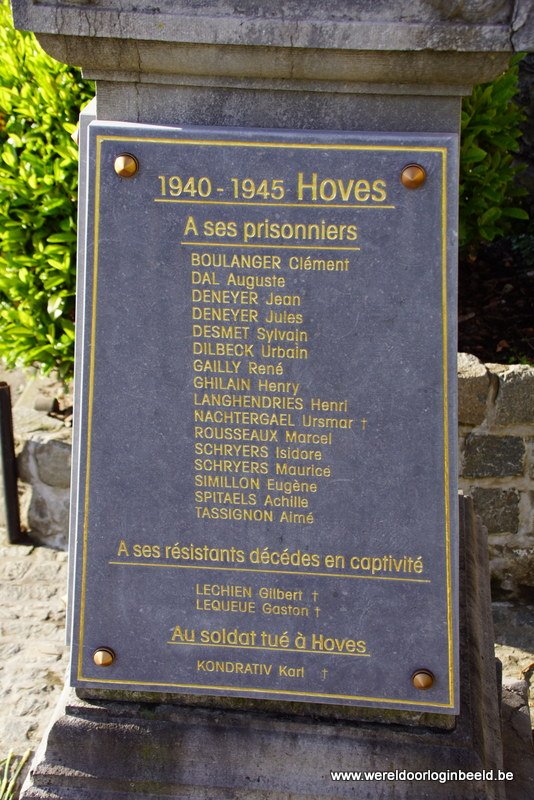 1940 - 1945 Hoves
A ses prisonniers
BOULANGER Clément
DAL Auguste
DENEYER Jean
DENEYER Jules
DESMET Sylvain
DILBECK Urbain
GAILLY René
GHILAIN Henry
LANGHENDRIES Henri
NACHTERGAEL Ursmar †
ROUSSEAUX Marcel
SCHRYERS Isidore
SCHRYERS Maurice
SIMILLON Eugène
SPITAELS Achille
TASSIGNON Aimé
A ses résistants décédes en captivité
LECHIEN Gilbert †
LEQUEUE Gaston †
Au soldat tué à Hoves
KONDRATIV Karl †
www.wereldoorloginbeeld.be